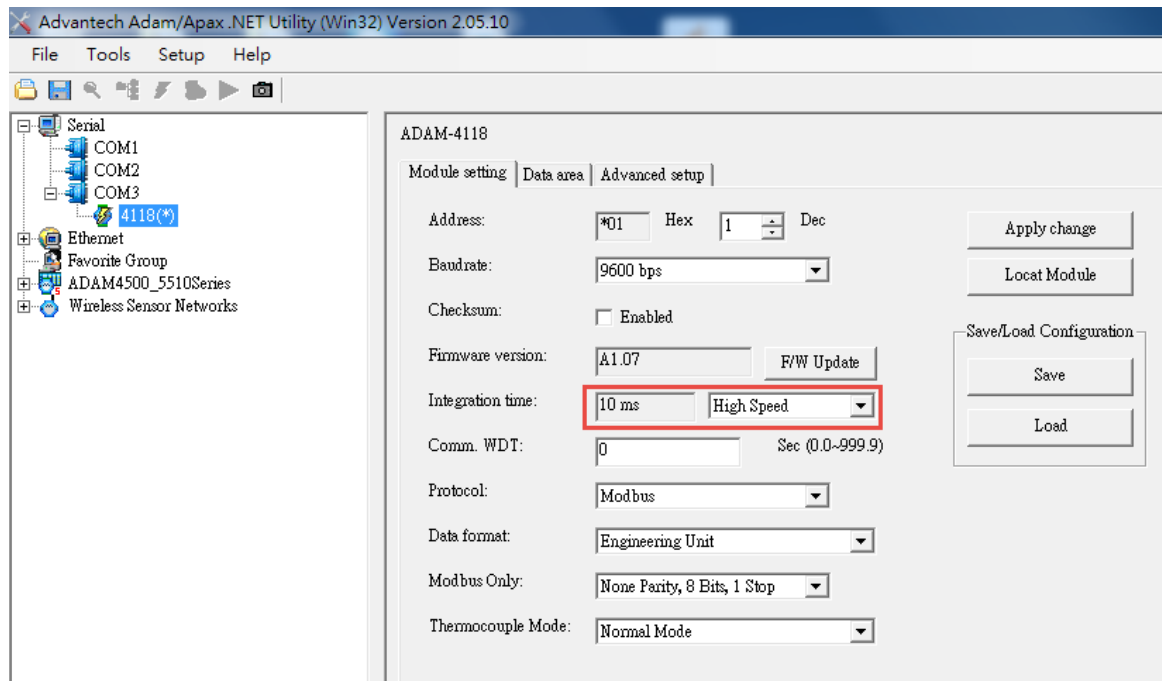 Advantech Adam/Apax .NET Utility (Win32) Version 2.05.10
File Tools Setup Help
Serial
COM1
COM2
COM3
4118(*)
Ethernet
Favorite Group
ADAM4500_5510Series
Wireless Sensor Networks
ADAM-4118
Module setting Data area Advanced setup
Address: *01 Hex 1 Dec
Apply change
Baudrate: 9600 bps
Locat Module
Checksum: Enabled
Save/Load Configuration
Firmware version: A1.07 F/W Update
Save
Integration time: 10 ms High Speed
Load
Comm. WDT: 0 Sec (0.0~999.9)
Protocol: Modbus
Data format: Engineering Unit
Modbus Only: None Parity, 8 Bits, 1 Stop
Thermocouple Mode: Normal Mode